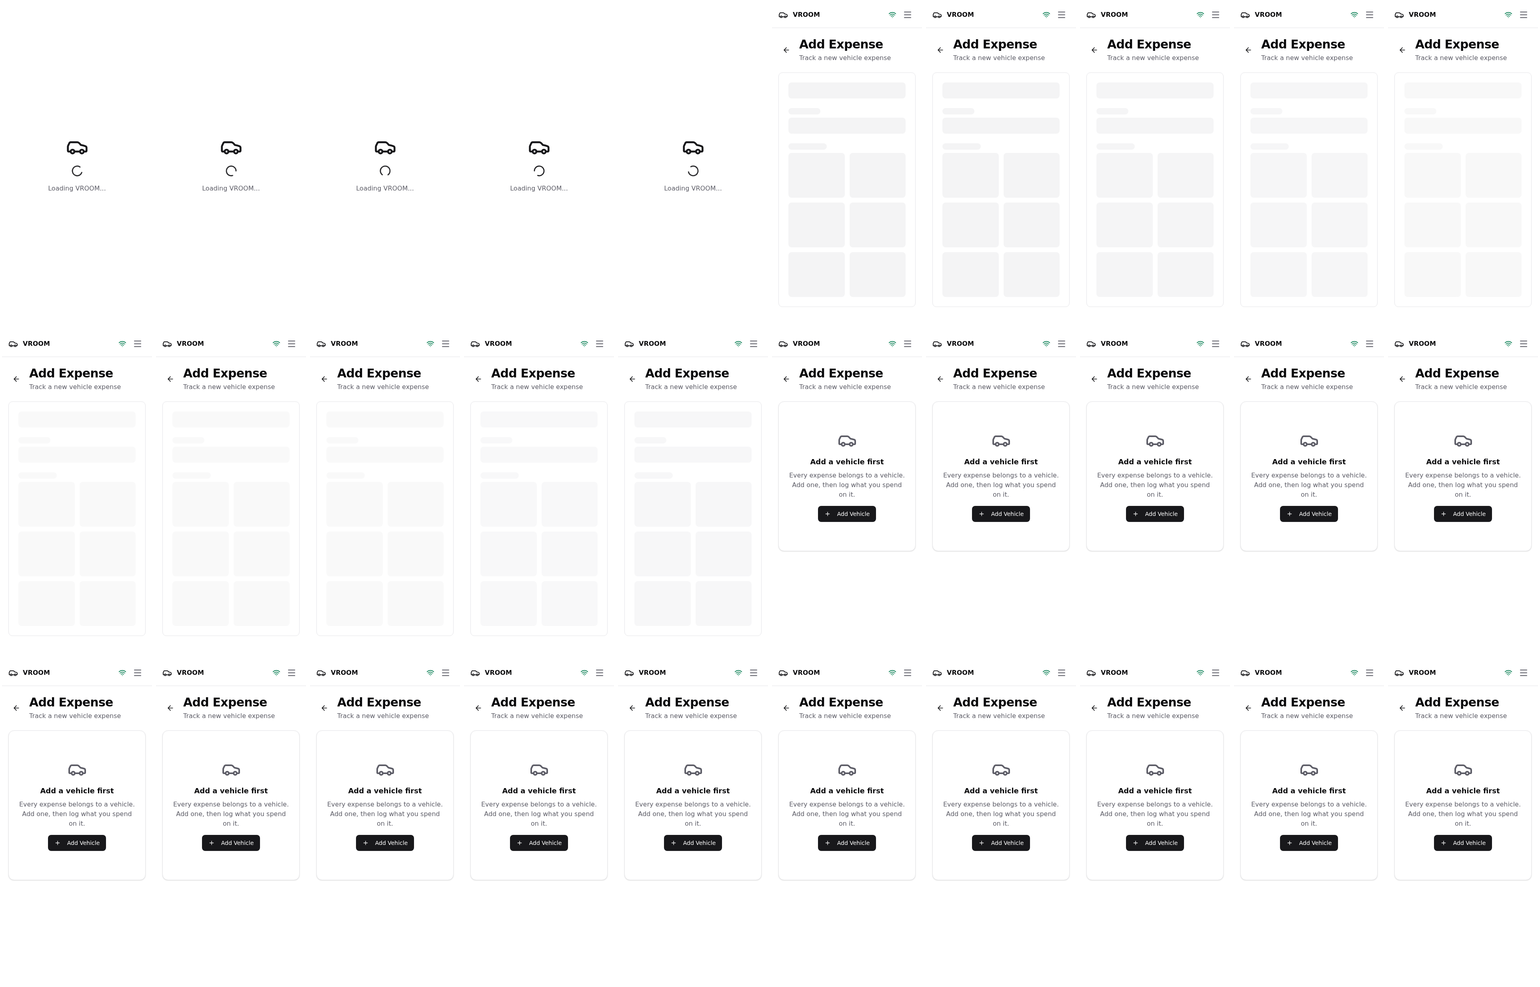 Loading VROOM...
Loading VROOM...
Loading VROOM...
Loading VROOM...
Loading VROOM...
VROOM
Add Expense
Track a new vehicle expense
VROOM
Add Expense
Track a new vehicle expense
VROOM
Add Expense
Track a new vehicle expense
VROOM
Add Expense
Track a new vehicle expense
VROOM
Add Expense
Track a new vehicle expense
VROOM
Add Expense
Track a new vehicle expense
VROOM
Add Expense
Track a new vehicle expense
VROOM
Add Expense
Track a new vehicle expense
VROOM
Add Expense
Track a new vehicle expense
VROOM
Add Expense
Track a new vehicle expense
VROOM
Add Expense
Track a new vehicle expense
Add a vehicle first
Every expense belongs to a vehicle.
Add one, then log what you spend
on it.
+ Add Vehicle
VROOM
Add Expense
Track a new vehicle expense
Add a vehicle first
Every expense belongs to a vehicle.
Add one, then log what you spend
on it.
+ Add Vehicle
VROOM
Add Expense
Track a new vehicle expense
Add a vehicle first
Every expense belongs to a vehicle.
Add one, then log what you spend
on it.
+ Add Vehicle
VROOM
Add Expense
Track a new vehicle expense
Add a vehicle first
Every expense belongs to a vehicle.
Add one, then log what you spend
on it.
+ Add Vehicle
VROOM
Add Expense
Track a new vehicle expense
Add a vehicle first
Every expense belongs to a vehicle.
Add one, then log what you spend
on it.
+ Add Vehicle
VROOM
Add Expense
Track a new vehicle expense
Add a vehicle first
Every expense belongs to a vehicle.
Add one, then log what you spend
on it.
+ Add Vehicle
VROOM
Add Expense
Track a new vehicle expense
Add a vehicle first
Every expense belongs to a vehicle.
Add one, then log what you spend
on it.
+ Add Vehicle
VROOM
Add Expense
Track a new vehicle expense
Add a vehicle first
Every expense belongs to a vehicle.
Add one, then log what you spend
on it.
+ Add Vehicle
VROOM
Add Expense
Track a new vehicle expense
Add a vehicle first
Every expense belongs to a vehicle.
Add one, then log what you spend
on it.
+ Add Vehicle
VROOM
Add Expense
Track a new vehicle expense
Add a vehicle first
Every expense belongs to a vehicle.
Add one, then log what you spend
on it.
+ Add Vehicle
VROOM
Add Expense
Track a new vehicle expense
Add a vehicle first
Every expense belongs to a vehicle.
Add one, then log what you spend
on it.
+ Add Vehicle
VROOM
Add Expense
Track a new vehicle expense
Add a vehicle first
Every expense belongs to a vehicle.
Add one, then log what you spend
on it.
+ Add Vehicle
VROOM
Add Expense
Track a new vehicle expense
Add a vehicle first
Every expense belongs to a vehicle.
Add one, then log what you spend
on it.
+ Add Vehicle
VROOM
Add Expense
Track a new vehicle expense
Add a vehicle first
Every expense belongs to a vehicle.
Add one, then log what you spend
on it.
+ Add Vehicle
VROOM
Add Expense
Track a new vehicle expense
Add a vehicle first
Every expense belongs to a vehicle.
Add one, then log what you spend
on it.
+ Add Vehicle